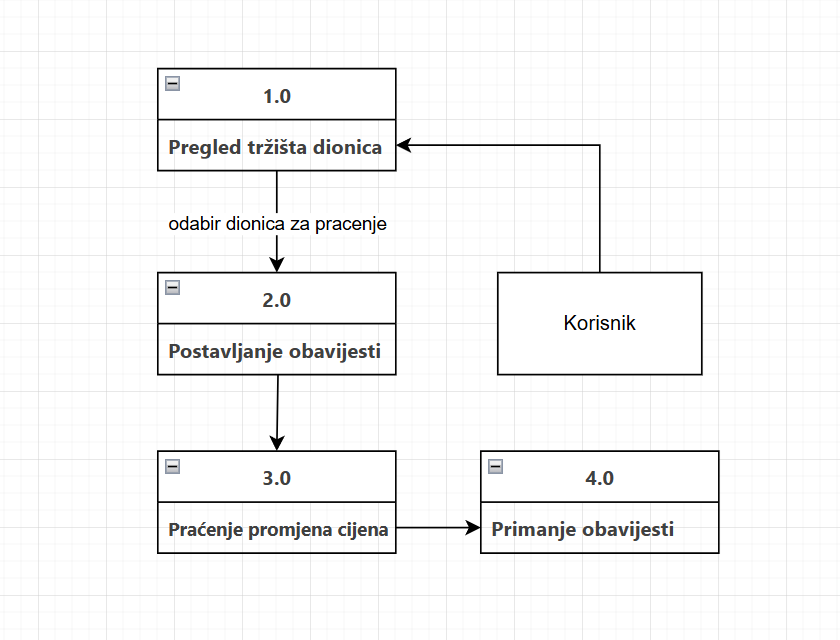 1.0
Pregled tržišta dionica
odabir dionica za pracenje
2.0
Postavljanje obavijesti
Korisnik
3.0
Praćenje promjena cijena
4.0
Primanje obavijesti